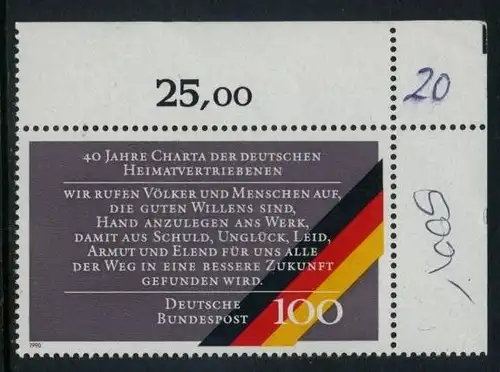 25,00
20
40 JAHRE CHARTA DER DEUTSCHEN
HEIMATVERTRIEBENEN
WIR RUFEN VÖLKER UND MENSCHEN AUF,
DIE GUTEN WILLENS SIND,
HAND ANZULEGEN ANS WERK,
DAMIT AUS SCHULD, UNGLÜCK, LEID,
ARMUT UND ELEND FÜR UNS ALLE
DER WEG IN EINE BESSERE ZUKUNFT
GEFUNDEN WIRD.
DEUTSCHE
BUNDESPOST 100
1990